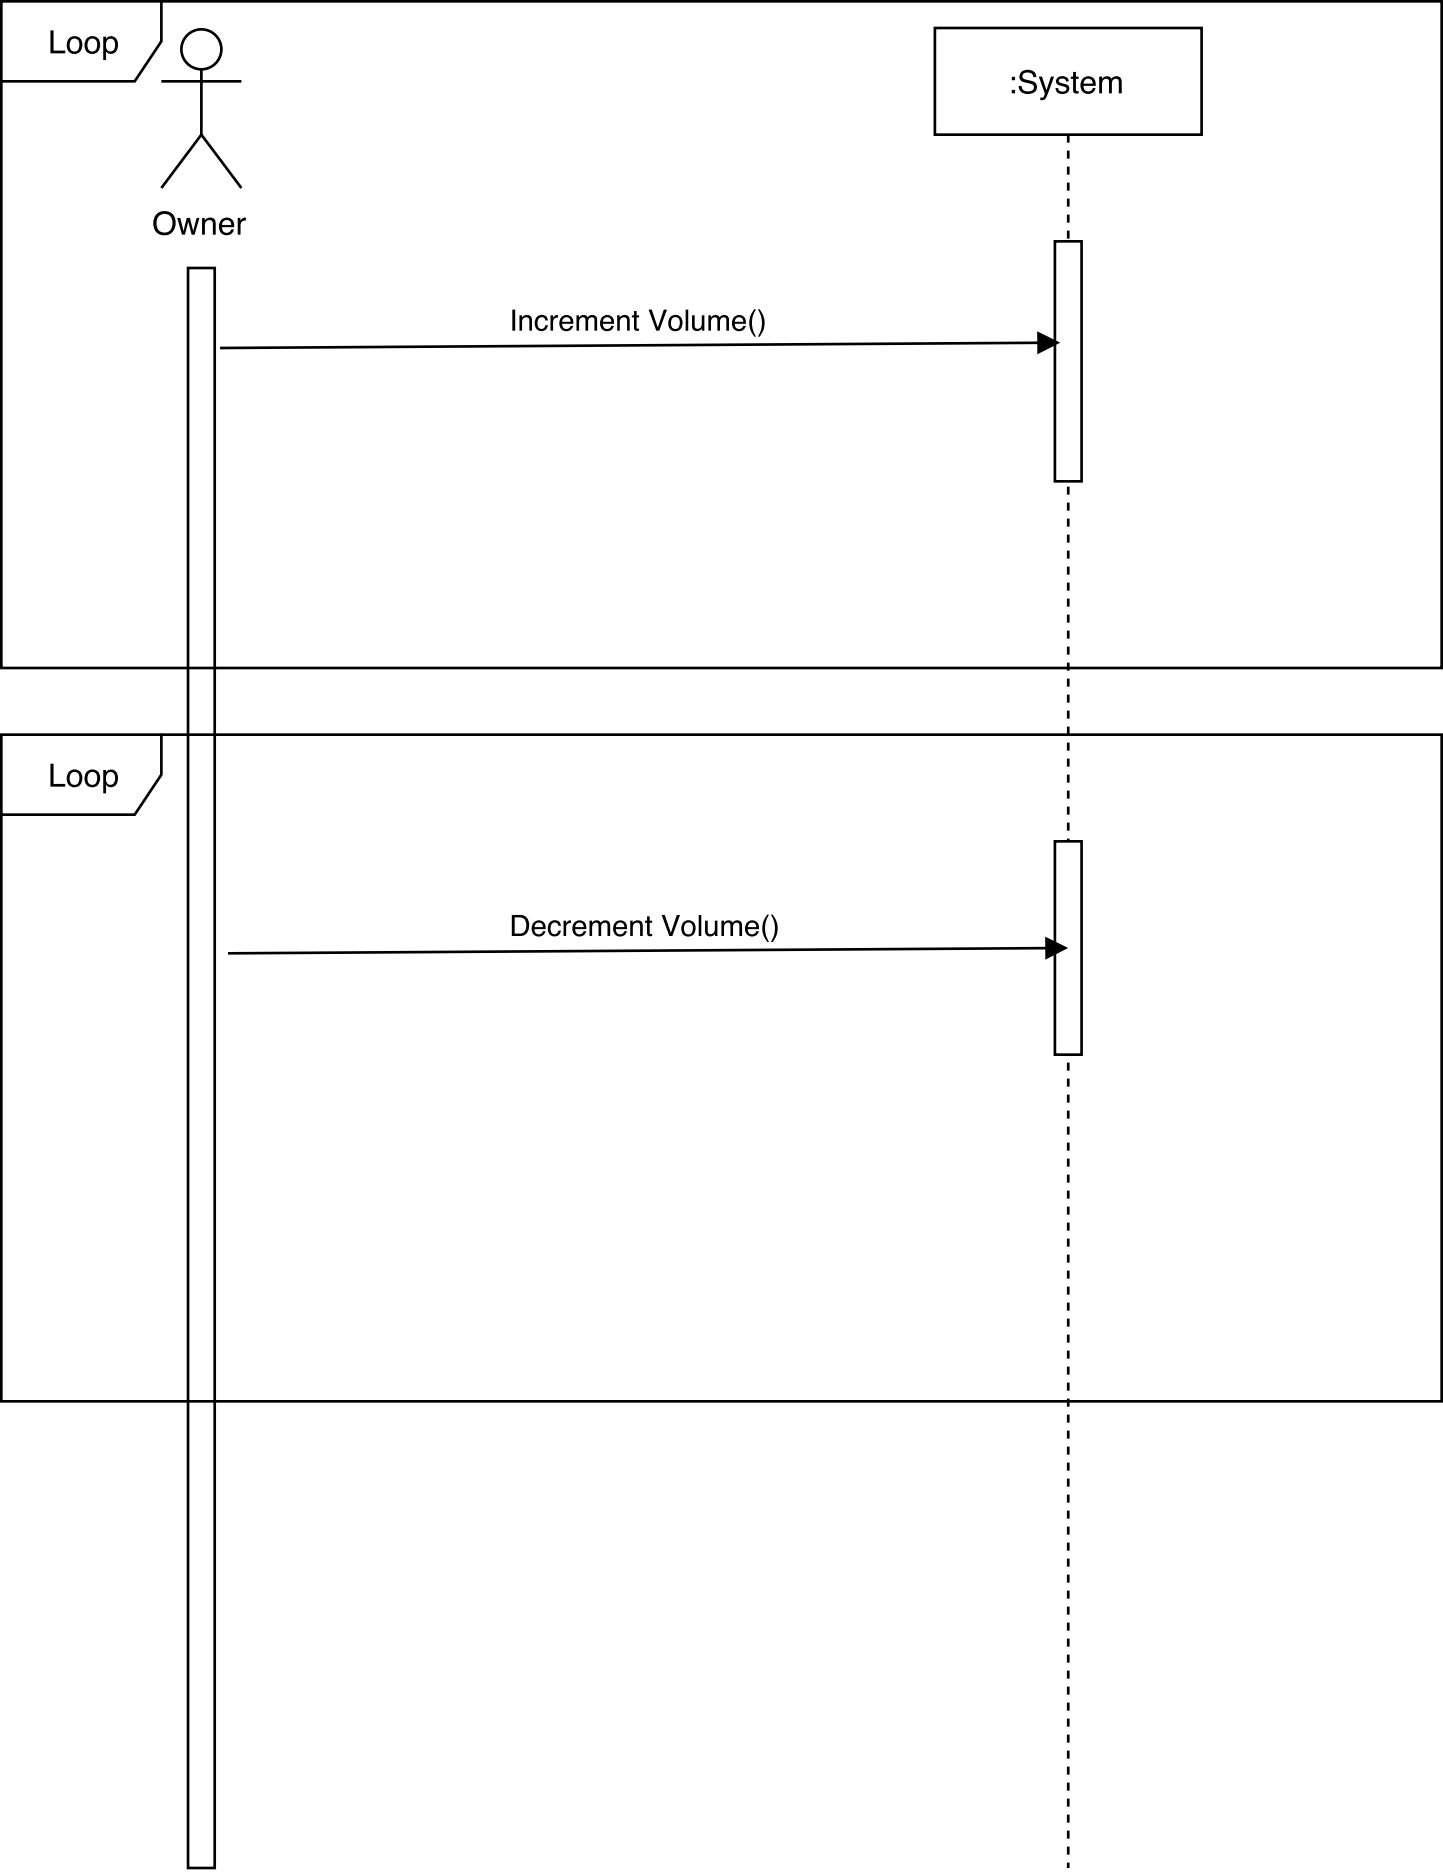 Loop
:System
Owner
Increment Volume()
Loop
Decrement Volume()